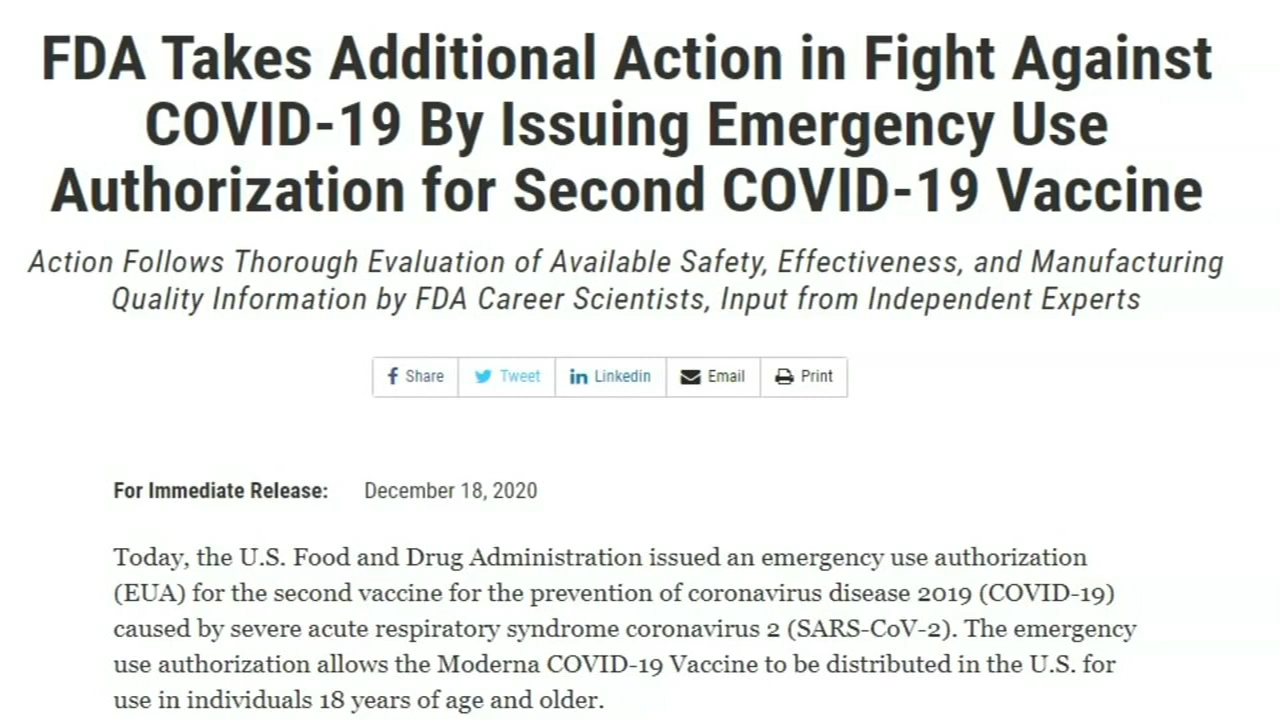 FDA Takes Additional Action in Fight Against
COVID-19 By Issuing Emergency Use
Authorization for Second COVID-19 Vaccine
Action Follows Thorough Evaluation of Available Safety, Effectiveness, and Manufacturing
Quality Information by FDA Career Scientists, Input from Independent Experts
Share Tweet Linkedin Email Print
For Immediate Release: December 18, 2020
Today, the U.S. Food and Drug Administration issued an emergency use authorization
(EUA) for the second vaccine for the prevention of coronavirus disease 2019 (COVID-19)
caused by severe acute respiratory syndrome coronavirus 2 (SARS-CoV-2). The emergency
use authorization allows the Moderna COVID-19 Vaccine to be distributed in the U.S. for
use in individuals 18 years of age and older.